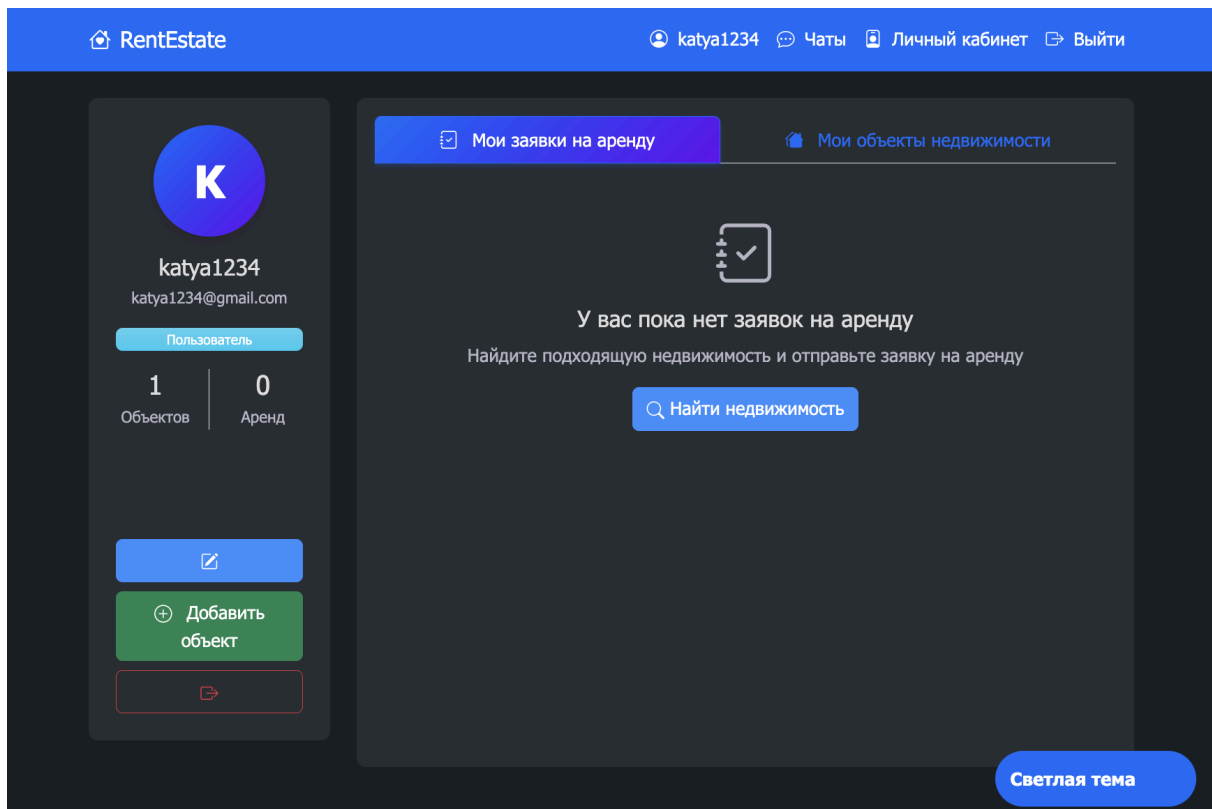 RentEstate
katya1234 Чаты Личный кабинет Выйти
K
katya1234
katya1234@gmail.com
Пользователь
1 0
Объектов Аренд
Добавить
объект
Мои заявки на аренду Мои объекты недвижимости
У вас пока нет заявок на аренду
Найдите подходящую недвижимость и отправьте заявку на аренду
Найти недвижимость
Светлая тема